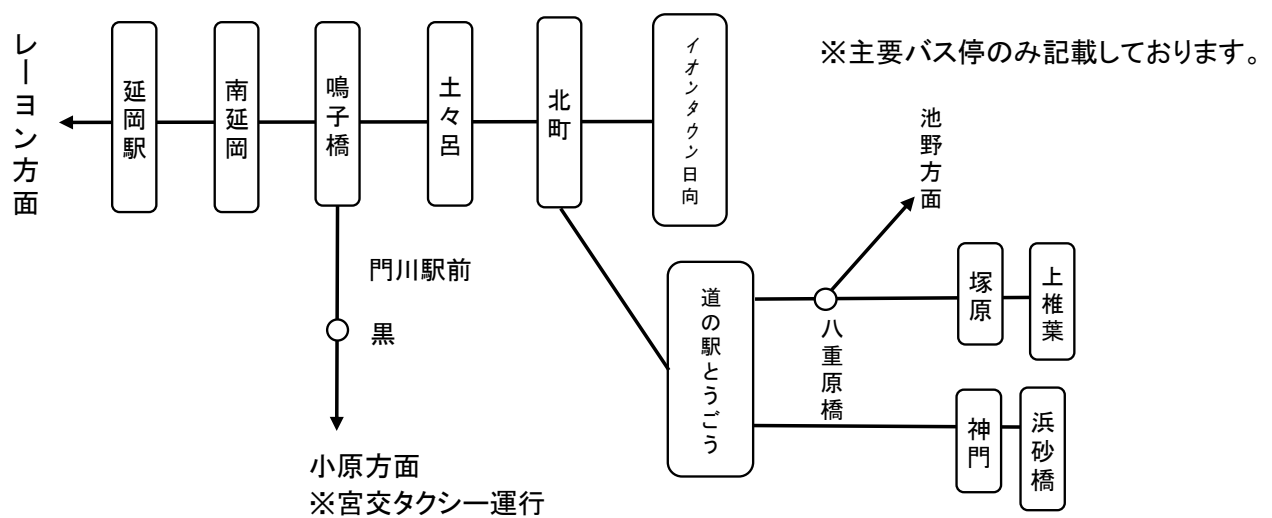 レーヨン方面
延岡駅
南延岡
鳴子橋
土々呂
北町
イオンタウン日向
※主要バス停のみ記載しております。
池野方面
門川駅前
黒
小原方面
※宮交タクシー運行
道の駅とうごう
八重原橋
塚原
上椎葉
神門
浜砂橋